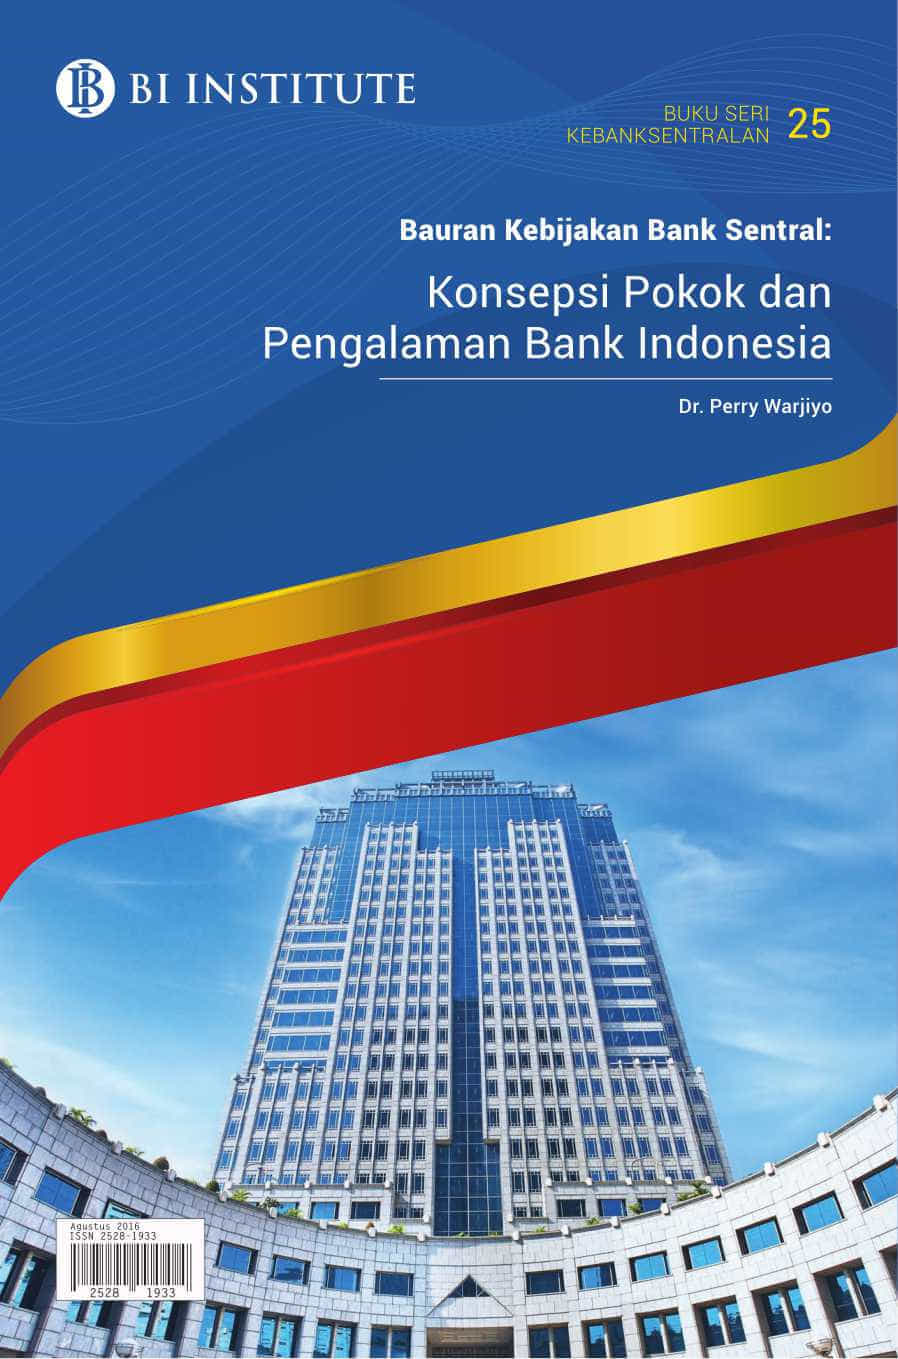 BI INSTITUTE
BUKU SERI
KEBANKSENTRALAN
25
Bauran Kebijakan Bank Sentral:
Konsepsi Pokok dan
Pengalaman Bank Indonesia
Dr. Perry Warjiyo
Agustus 2016
ISSN 2528-1933
2528 1933